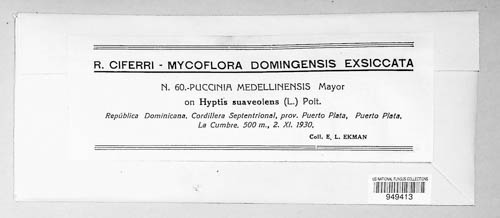 R. CIFERRI - MYCOFLORA DOMINGENSIS EXSICCATA
N. 60.-PUCCINIA MEDELLINENSIS Mayor
on Hyptis suaveolens (L.) Poit.
República Dominicana, Cordillera Septentrional, prov. Puerto Plata, Puerto Plata,
La Cumbre, 500 m., 2. XI. 1930,
Coll. E. L. EKMAN
US NATIONAL FUNGUS COLLECTIONS
949413